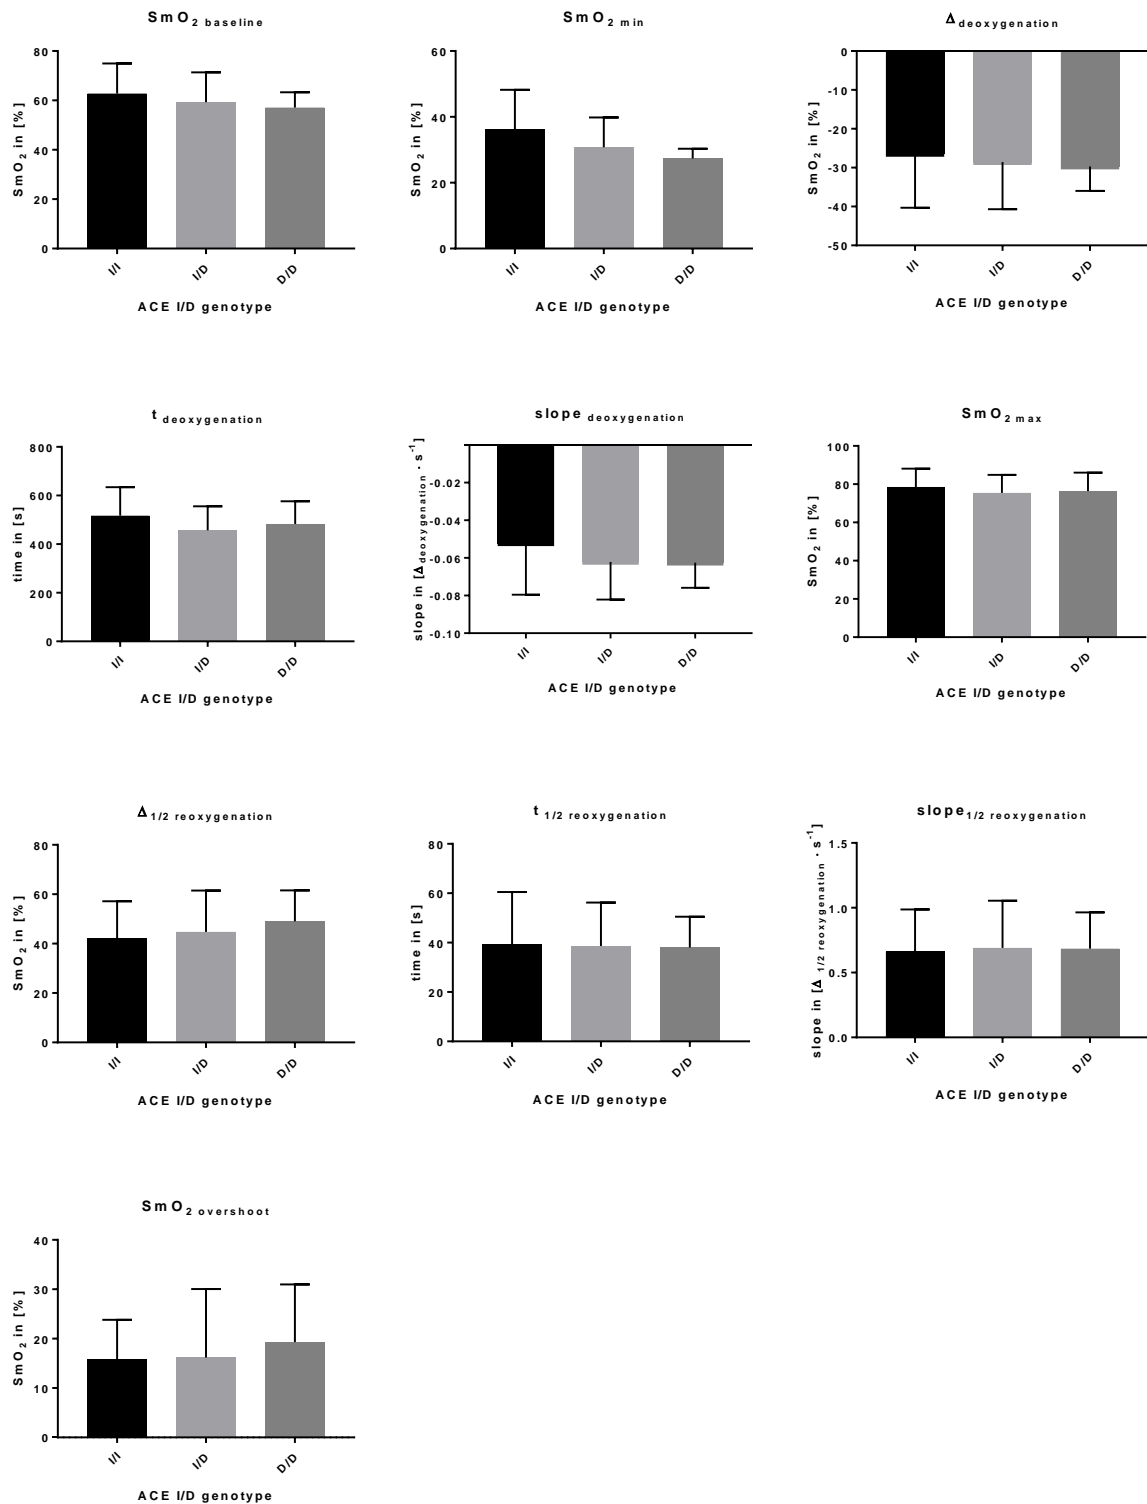 SmO2 baseline
SmO2 in [%]
80
60
40
20
0
I/I
I/D
D/D
ACE I/D genotype
SmO2 min
SmO2 in [%]
60
40
20
0
I/I
I/D
D/D
ACE I/D genotype
Δdeoxygenation
SmO2 in [%]
0
-10
-20
-30
-40
-50
I/I
I/D
D/D
ACE I/D genotype
t deoxygenation
time in [s]
800
600
400
200
0
I/I
I/D
D/D
ACE I/D genotype
slope deoxygenation
slope in [Δdeoxygenation · s-1]
-0.02
-0.04
-0.06
-0.08
-0.10
I/I
I/D
D/D
ACE I/D genotype
SmO2 max
SmO2 in [%]
100
80
60
40
20
0
I/I
I/D
D/D
ACE I/D genotype
Δ1/2 reoxygenation
SmO2 in [%]
80
60
40
20
0
I/I
I/D
D/D
ACE I/D genotype
t 1/2 reoxygenation
time in [s]
80
60
40
20
0
I/I
I/D
D/D
ACE I/D genotype
slope1/2 reoxygenation
slope in [Δ 1/2 reoxygenation · s-1]
1.5
1.0
0.5
0.0
I/I
I/D
D/D
ACE I/D genotype
SmO2 overshoot
SmO2 in [%]
40
30
20
10
0
I/I
I/D
D/D
ACE I/D genotype